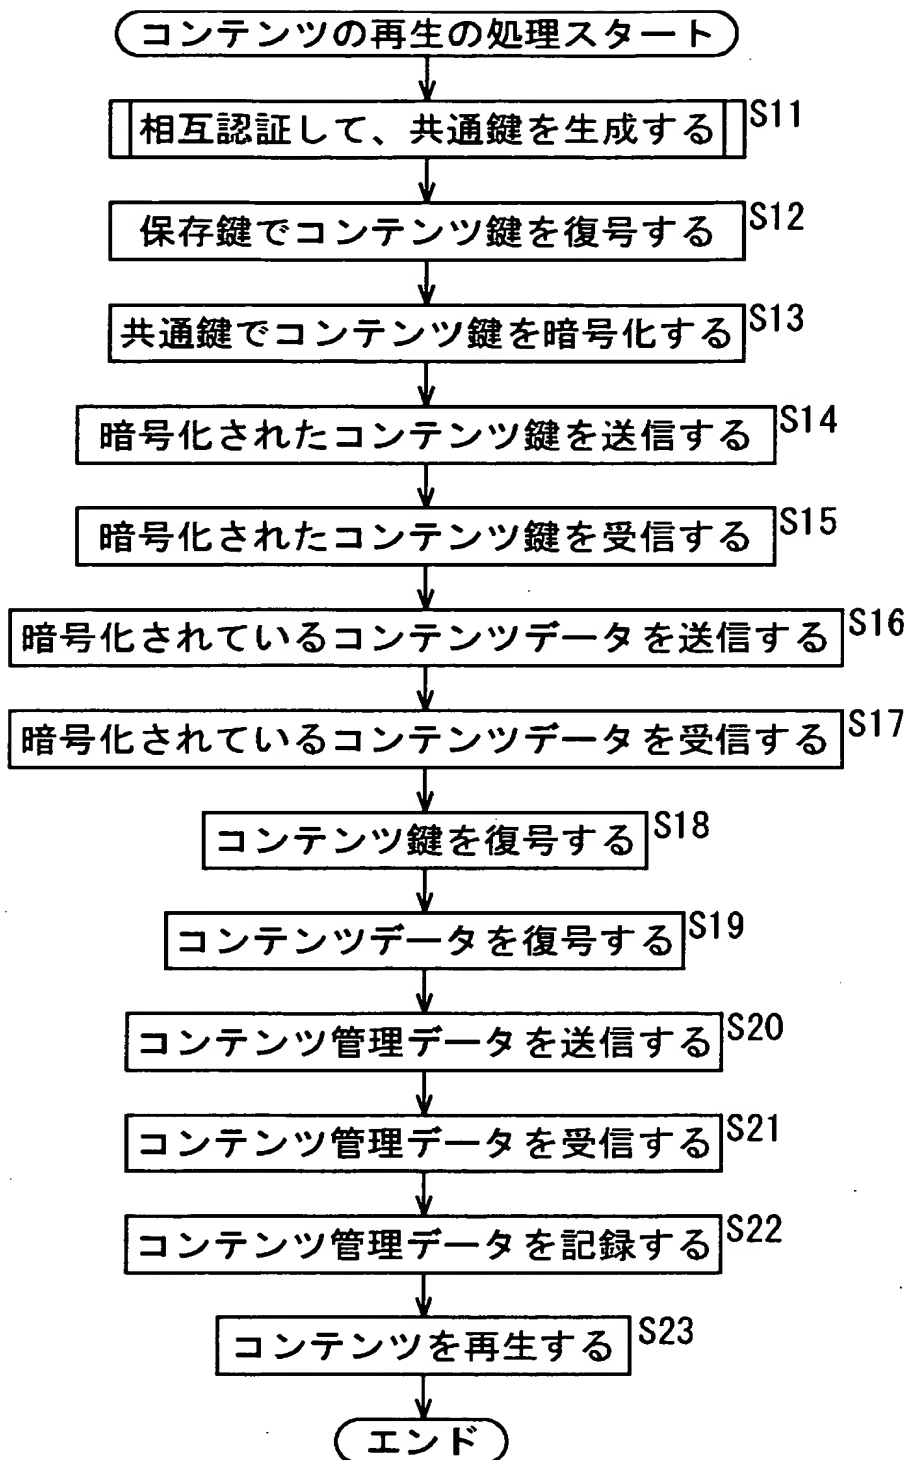 コンテンツの再生の処理スタート
相互認証して、共通鍵を生成する S11
保存鍵でコンテンツ鍵を復号する S12
共通鍵でコンテンツ鍵を暗号化する S13
暗号化されたコンテンツ鍵を送信する S14
暗号化されたコンテンツ鍵を受信する S15
暗号化されているコンテンツデータを送信する S16
暗号化されているコンテンツデータを受信する S17
コンテンツ鍵を復号する S18
コンテンツデータを復号する S19
コンテンツ管理データを送信する S20
コンテンツ管理データを受信する S21
コンテンツ管理データを記録する S22
コンテンツを再生する S23
エンド